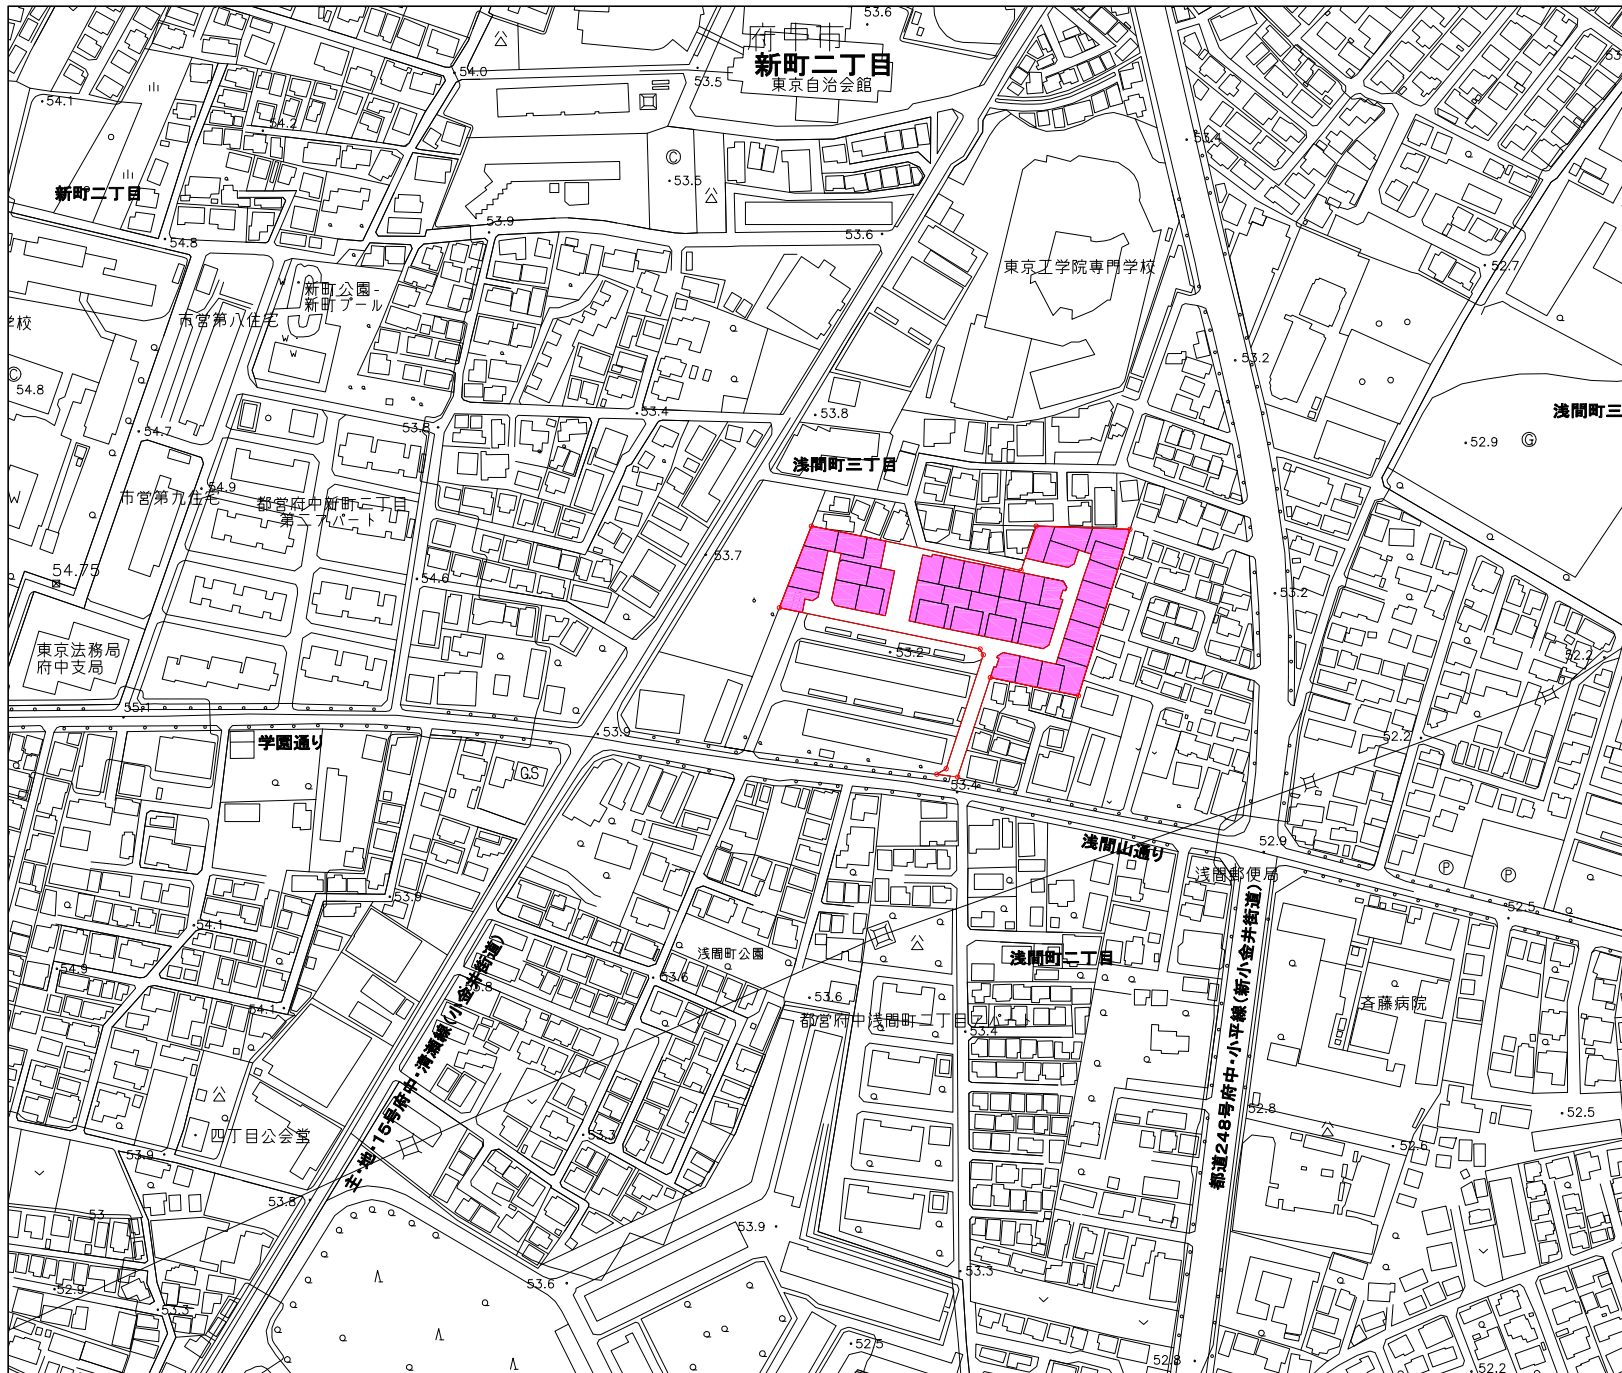 53.6
府中市
新町二丁目
東京自治会館
54.0
53.5
54.1
54.2
53.4
53.5
新町二丁目
53.9
53.6
54.8
52.7
東京工学院専門学校
新町公園
新町プール
市営第八住宅
学校
53.2
54.8
53.4
53.8
53.8
浅間町三
54.7
52.9
G
浅間町三丁目
54.9
市営第九住宅
都営府中新町二丁目
第二アパート
53.7
54.75
54.6
53.2
東京法務局
府中支局
53.2
52.2
55.1
53.9
52.2
学園通り
GS
53.4
浅間山通り
52.9
浅間郵便局
P
P
53.9
52.5
54.1
浅間町公園
浅間町二丁目
54.9
53.6
53.8
53.6
54.1
都営府中浅間町二丁目アパート
53.4
斉藤病院
主・地・15号府中・清瀬線(小金井街道)
都道248号府中・小平線(新小金井街道)
52.8
52.5
四丁目公会堂
53.3
52.6
53.9
53.8
53
53.9
53.3
53.6
52.9
53.3
52.5
52.8
52.2